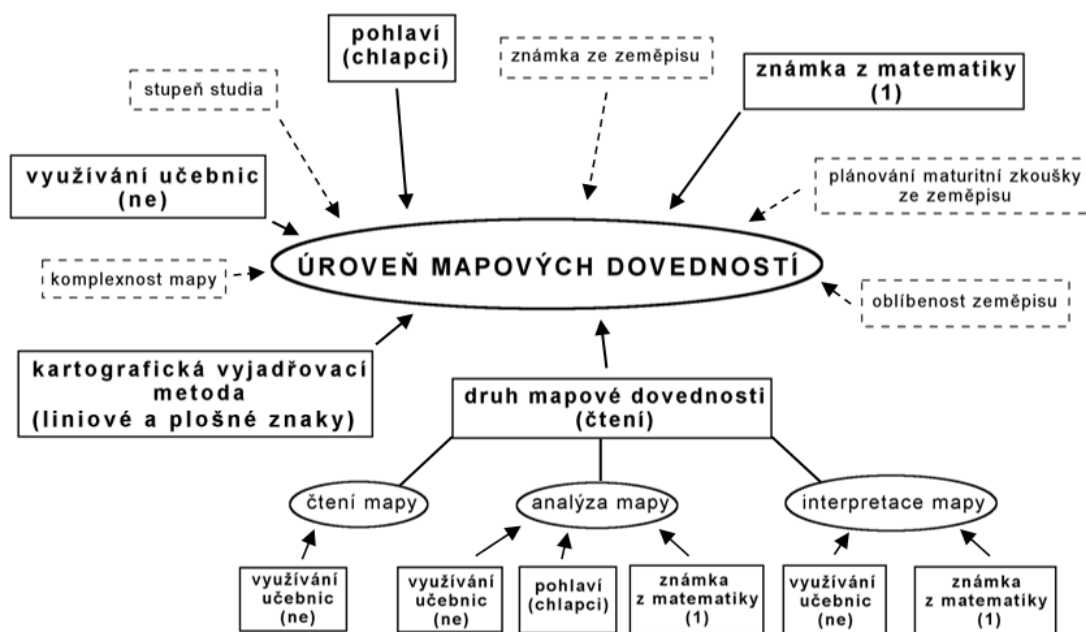 pohlaví
(chlapci)
známka ze zeměpisu
známka z matematiky
(1)
stupeň studia
využívání učebnic
(ne)
plánování maturitní zkoušky
ze zeměpisu
ÚROVEŇ MAPOVÝCH DOVEDNOSTÍ
komplexnost mapy
oblíbenost zeměpisu
kartografická vyjadřovací
metoda
(liniové a plošné znaky)
druh mapové dovednosti
(čtení)
čtení mapy
analýza mapy
interpretace mapy
využívání
učebnic
(ne)
využívání
učebnic
(ne)
pohlaví
(chlapci)
známka
z matematiky
(1)
využívání
učebnic
(ne)
známka
z matematiky
(1)